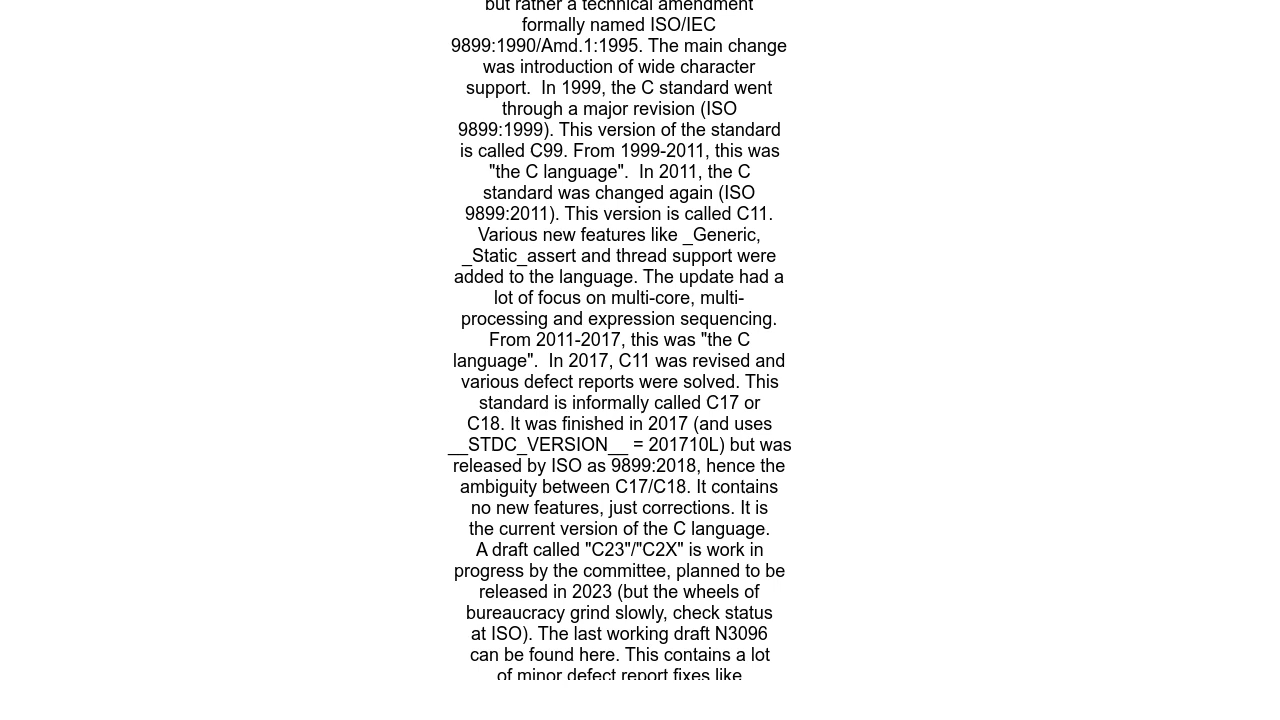 but rather a technical amendment
formally named ISO/IEC
9899:1990/Amd.1:1995. The main change
was introduction of wide character
support.  In 1999, the C standard went
through a major revision (ISO
9899:1999). This version of the standard
is called C99. From 1999-2011, this was
"the C language".  In 2011, the C
standard was changed again (ISO
9899:2011). This version is called C11.
Various new features like _Generic,
_Static_assert and thread support were
added to the language. The update had a
lot of focus on multi-core, multi-
processing and expression sequencing.
From 2011-2017, this was "the C
language".  In 2017, C11 was revised and
various defect reports were solved. This
standard is informally called C17 or
C18. It was finished in 2017 (and uses
__STDC_VERSION__ = 201710L) but was
released by ISO as 9899:2018, hence the
ambiguity between C17/C18. It contains
no new features, just corrections. It is
the current version of the C language.
A draft called "C23"/"C2X" is work in
progress by the committee, planned to be
released in 2023 (but the wheels of
bureaucracy grind slowly, check status
at ISO). The last working draft N3096
can be found here. This contains a lot
of minor defect report fixes like